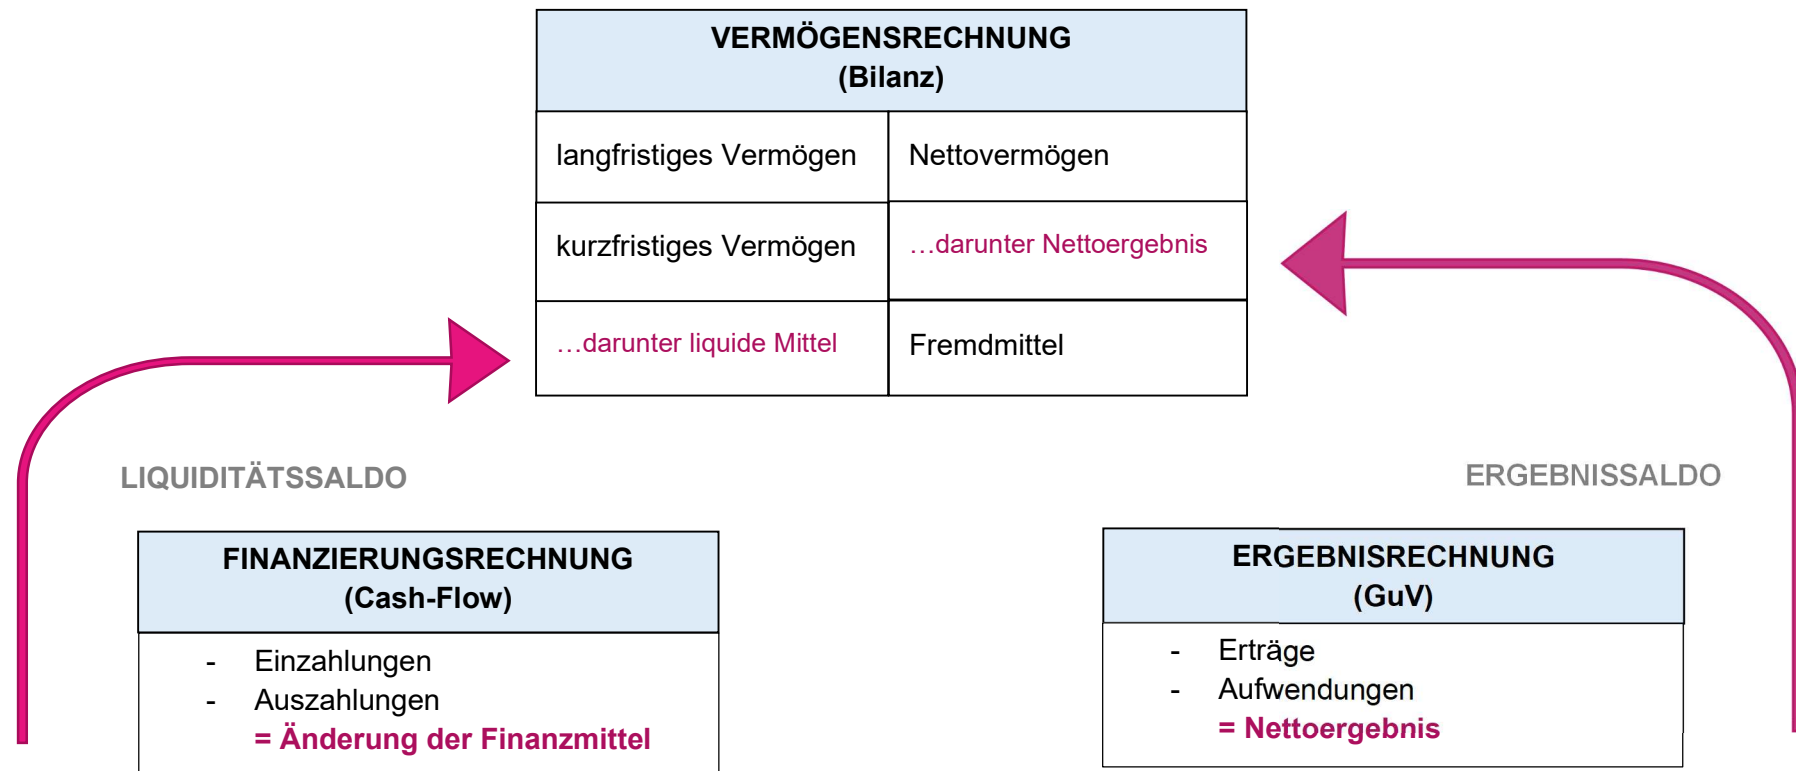 VERMÖGENSRECHNUNG
(Bilanz)
langfristiges Vermögen
Nettovermögen
kurzfristiges Vermögen
…darunter Nettoergebnis
…darunter liquide Mittel
Fremdmittel
LIQUIDITÄTSSALDO
ERGEBNISSALDO
FINANZIERUNGSRECHNUNG
(Cash-Flow)
- Einzahlungen
- Auszahlungen
= Änderung der Finanzmittel
ERGEBNISRECHNUNG
(GuV)
- Erträge
- Aufwendungen
= Nettoergebnis